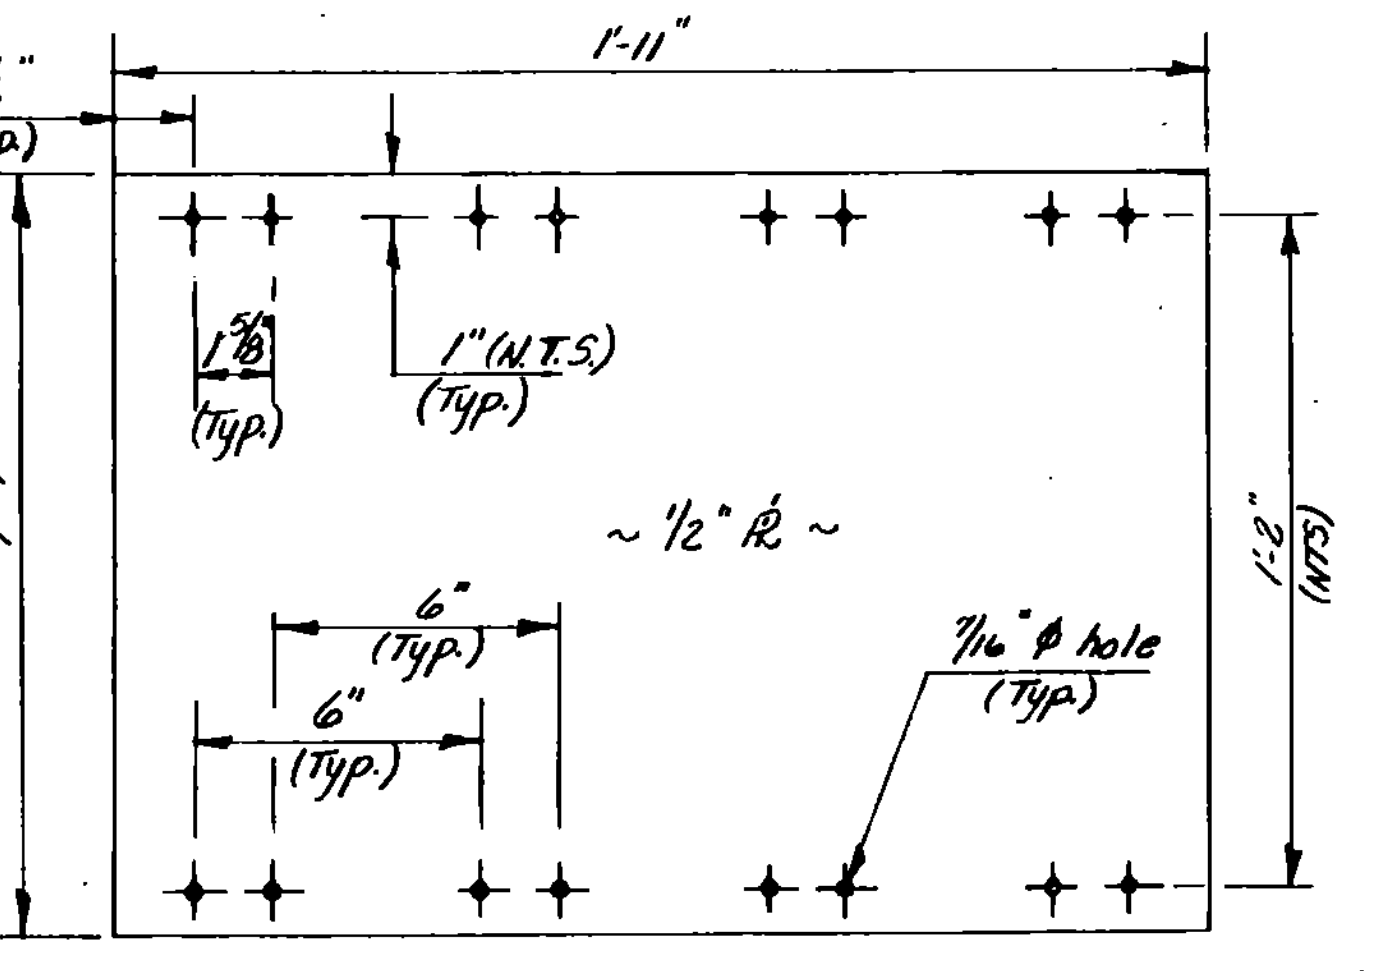 1'-11"
"
1 5/8"
(Typ.)
1" (N.T.S.)
(Typ.)
~ 1/2" PL ~
1'-2"
(NTS)
6"
(Typ.)
6"
(Typ.)
7/16" ϕ hole
(Typ.)